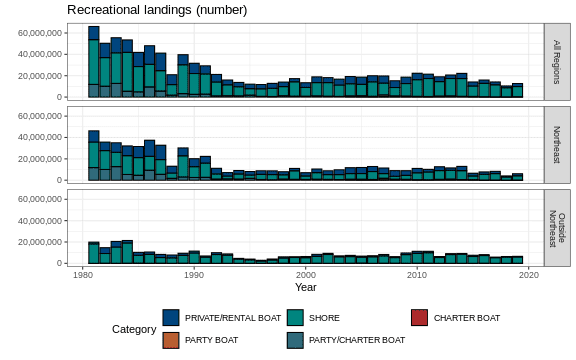 Recreational landings (number)
60,000,000
40,000,000
20,000,000
0
All Regions
60,000,000
40,000,000
20,000,000
0
Northeast
60,000,000
40,000,000
20,000,000
0
Outside
Northeast
1980 1990 2000 2010 2020
Year
Category
PRIVATE/RENTAL BOAT SHORE CHARTER BOAT
PARTY BOAT PARTY/CHARTER BOAT